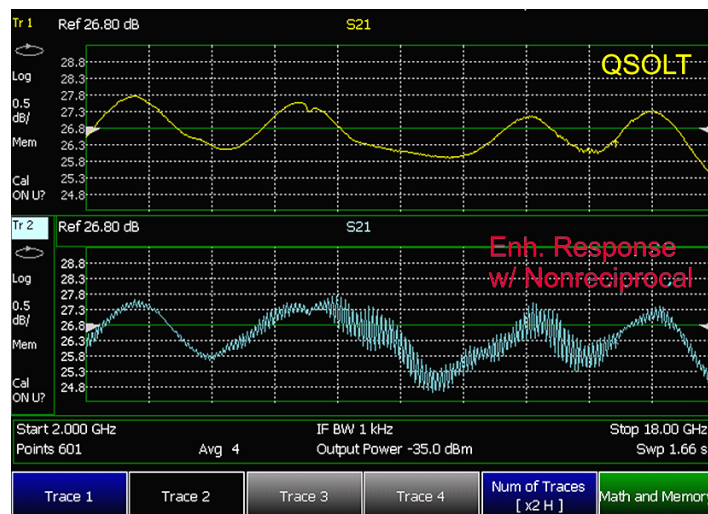 Tr 1 Ref 26.80 dB S21
QSOLT
Log
0.5
dB/
Mem
Cal
ON U?
28.8
28.3
27.8
27.3
26.8
26.3
25.8
25.3
24.8
Tr 2 Ref 26.80 dB S21
Enh. Response
w/ Nonreciprocal
Log
0.5
dB/
Mem
Cal
ON U?
28.8
28.3
27.8
27.3
26.8
26.3
25.8
25.3
24.8
Start 2.000 GHz IF BW 1 kHz Stop 18.00 GHz
Points 601 Avg 4 Output Power -35.0 dBm Swp 1.66 s
Trace 1 Trace 2 Trace 3 Trace 4 Num of Traces
[ x2 H ]
Math and Memor